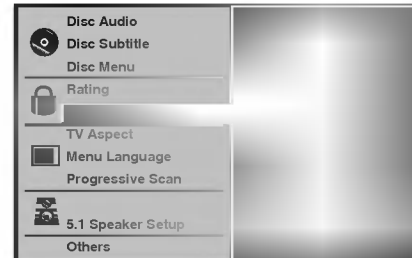 Disc Audio
Disc Subtitle
Disc Menu
Rating
TV Aspect
Menu Language
Progressive Scan
5.1 Speaker Setup
Others